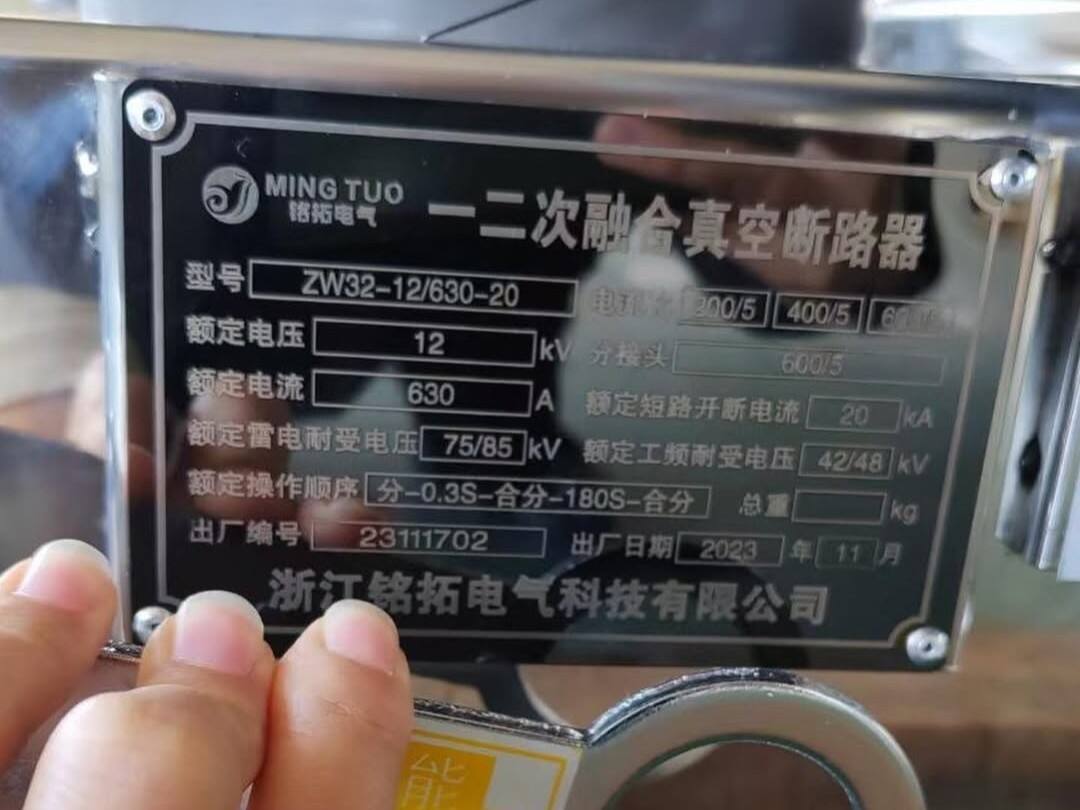 MING TUO
铭拓电气
一二次融合真空断路器
型号 ZW32-12/630-20
200/5 400/5
额定电压 12 kV
分接头 600/5
额定电流 630 A
额定短路开断电流 20 kA
额定雷电耐受电压 75/85 kV
额定工频耐受电压 42/48 kV
额定操作顺序 分-0.3S-合分-180S-合分
总重 kg
出厂编号 23111702
出厂日期 2023 年 11 月
浙江铭拓电气科技有限公司
能